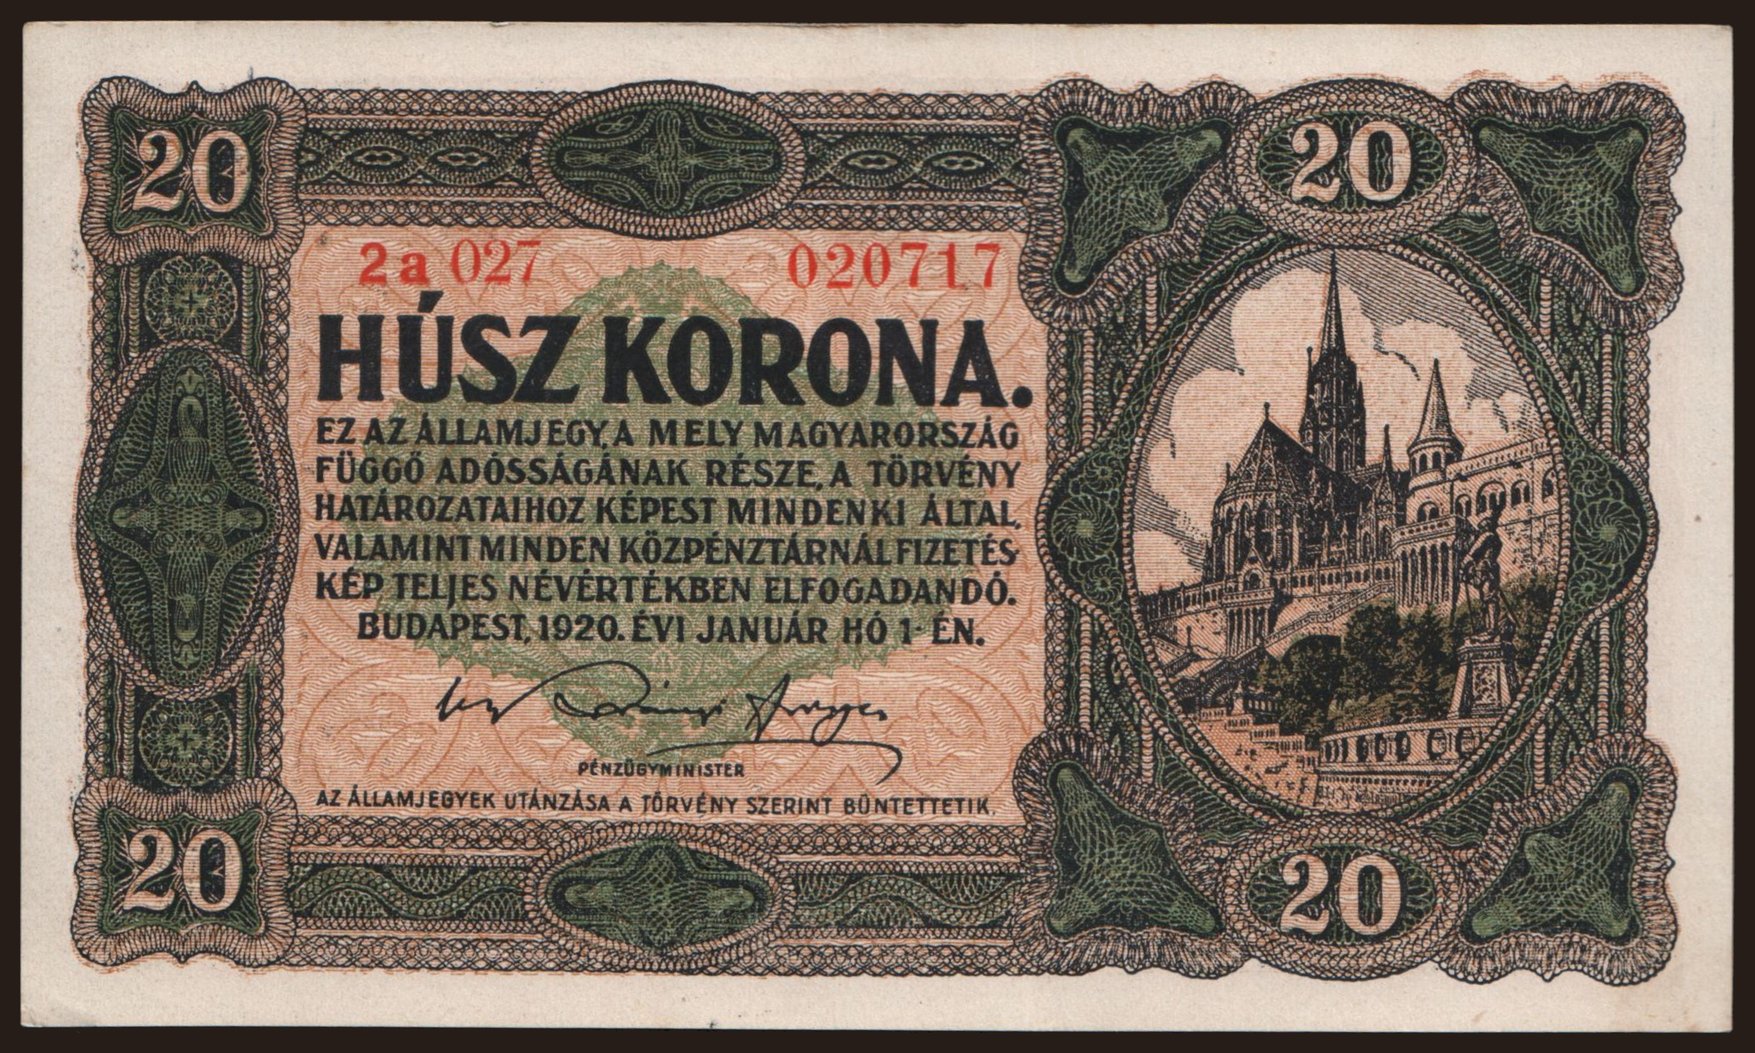 20 20
2a 027 020717
HÚSZ KORONA.
EZ AZ ÁLLAMJEGY, A MELY MAGYARORSZÁG
FÜGGŐ ADÓSSÁGÁNAK RÉSZE, A TÖRVÉNY
HATÁROZATAIHOZ KÉPEST MINDENKI ÁLTAL,
VALAMINT MINDEN KÖZPÉNZTÁRNÁL FIZETÉS
KÉP TELJES NÉVÉRTÉKBEN ELFOGADANDÓ.
BUDAPEST, 1920. ÉVI JANUÁR HÓ 1-ÉN.
Korányi Frigyes
PÉNZÜGYMINISTER
AZ ÁLLAMJEGYEK UTÁNZÁSA A TÖRVÉNY SZERINT BÜNTETTETIK.
20 20